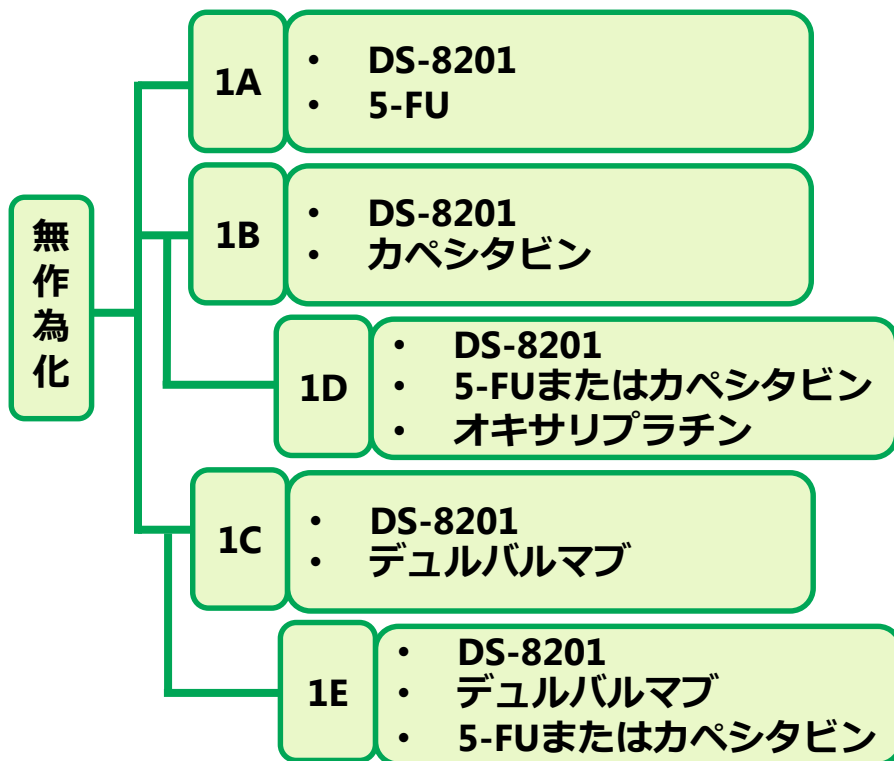 無作為化
1A
• DS-8201
• 5-FU
1B
• DS-8201
• カペシタビン
1D
• DS-8201
• 5-FUまたはカペシタビン
• オキサリプラチン
1C
• DS-8201
• デュルバルマブ
1E
• DS-8201
• デュルバルマブ
• 5-FUまたはカペシタビン